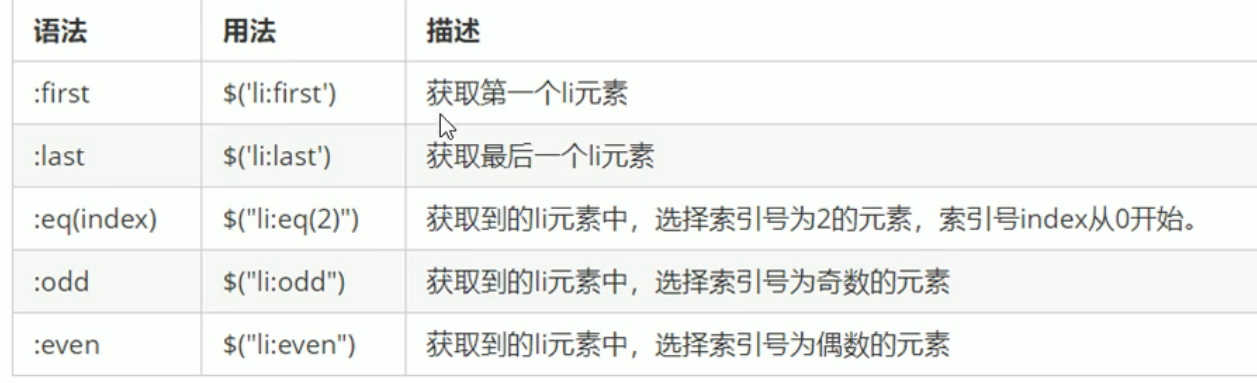 语法 用法 描述
:first $('li:first') 获取第一个li元素
:last $('li:last') 获取最后一个li元素
:eq(index) $("li:eq(2)") 获取到的li元素中，选择索引号为2的元素，索引号index从0开始。
:odd $("li:odd") 获取到的li元素中，选择索引号为奇数的元素
:even $("li:even") 获取到的li元素中，选择索引号为偶数的元素